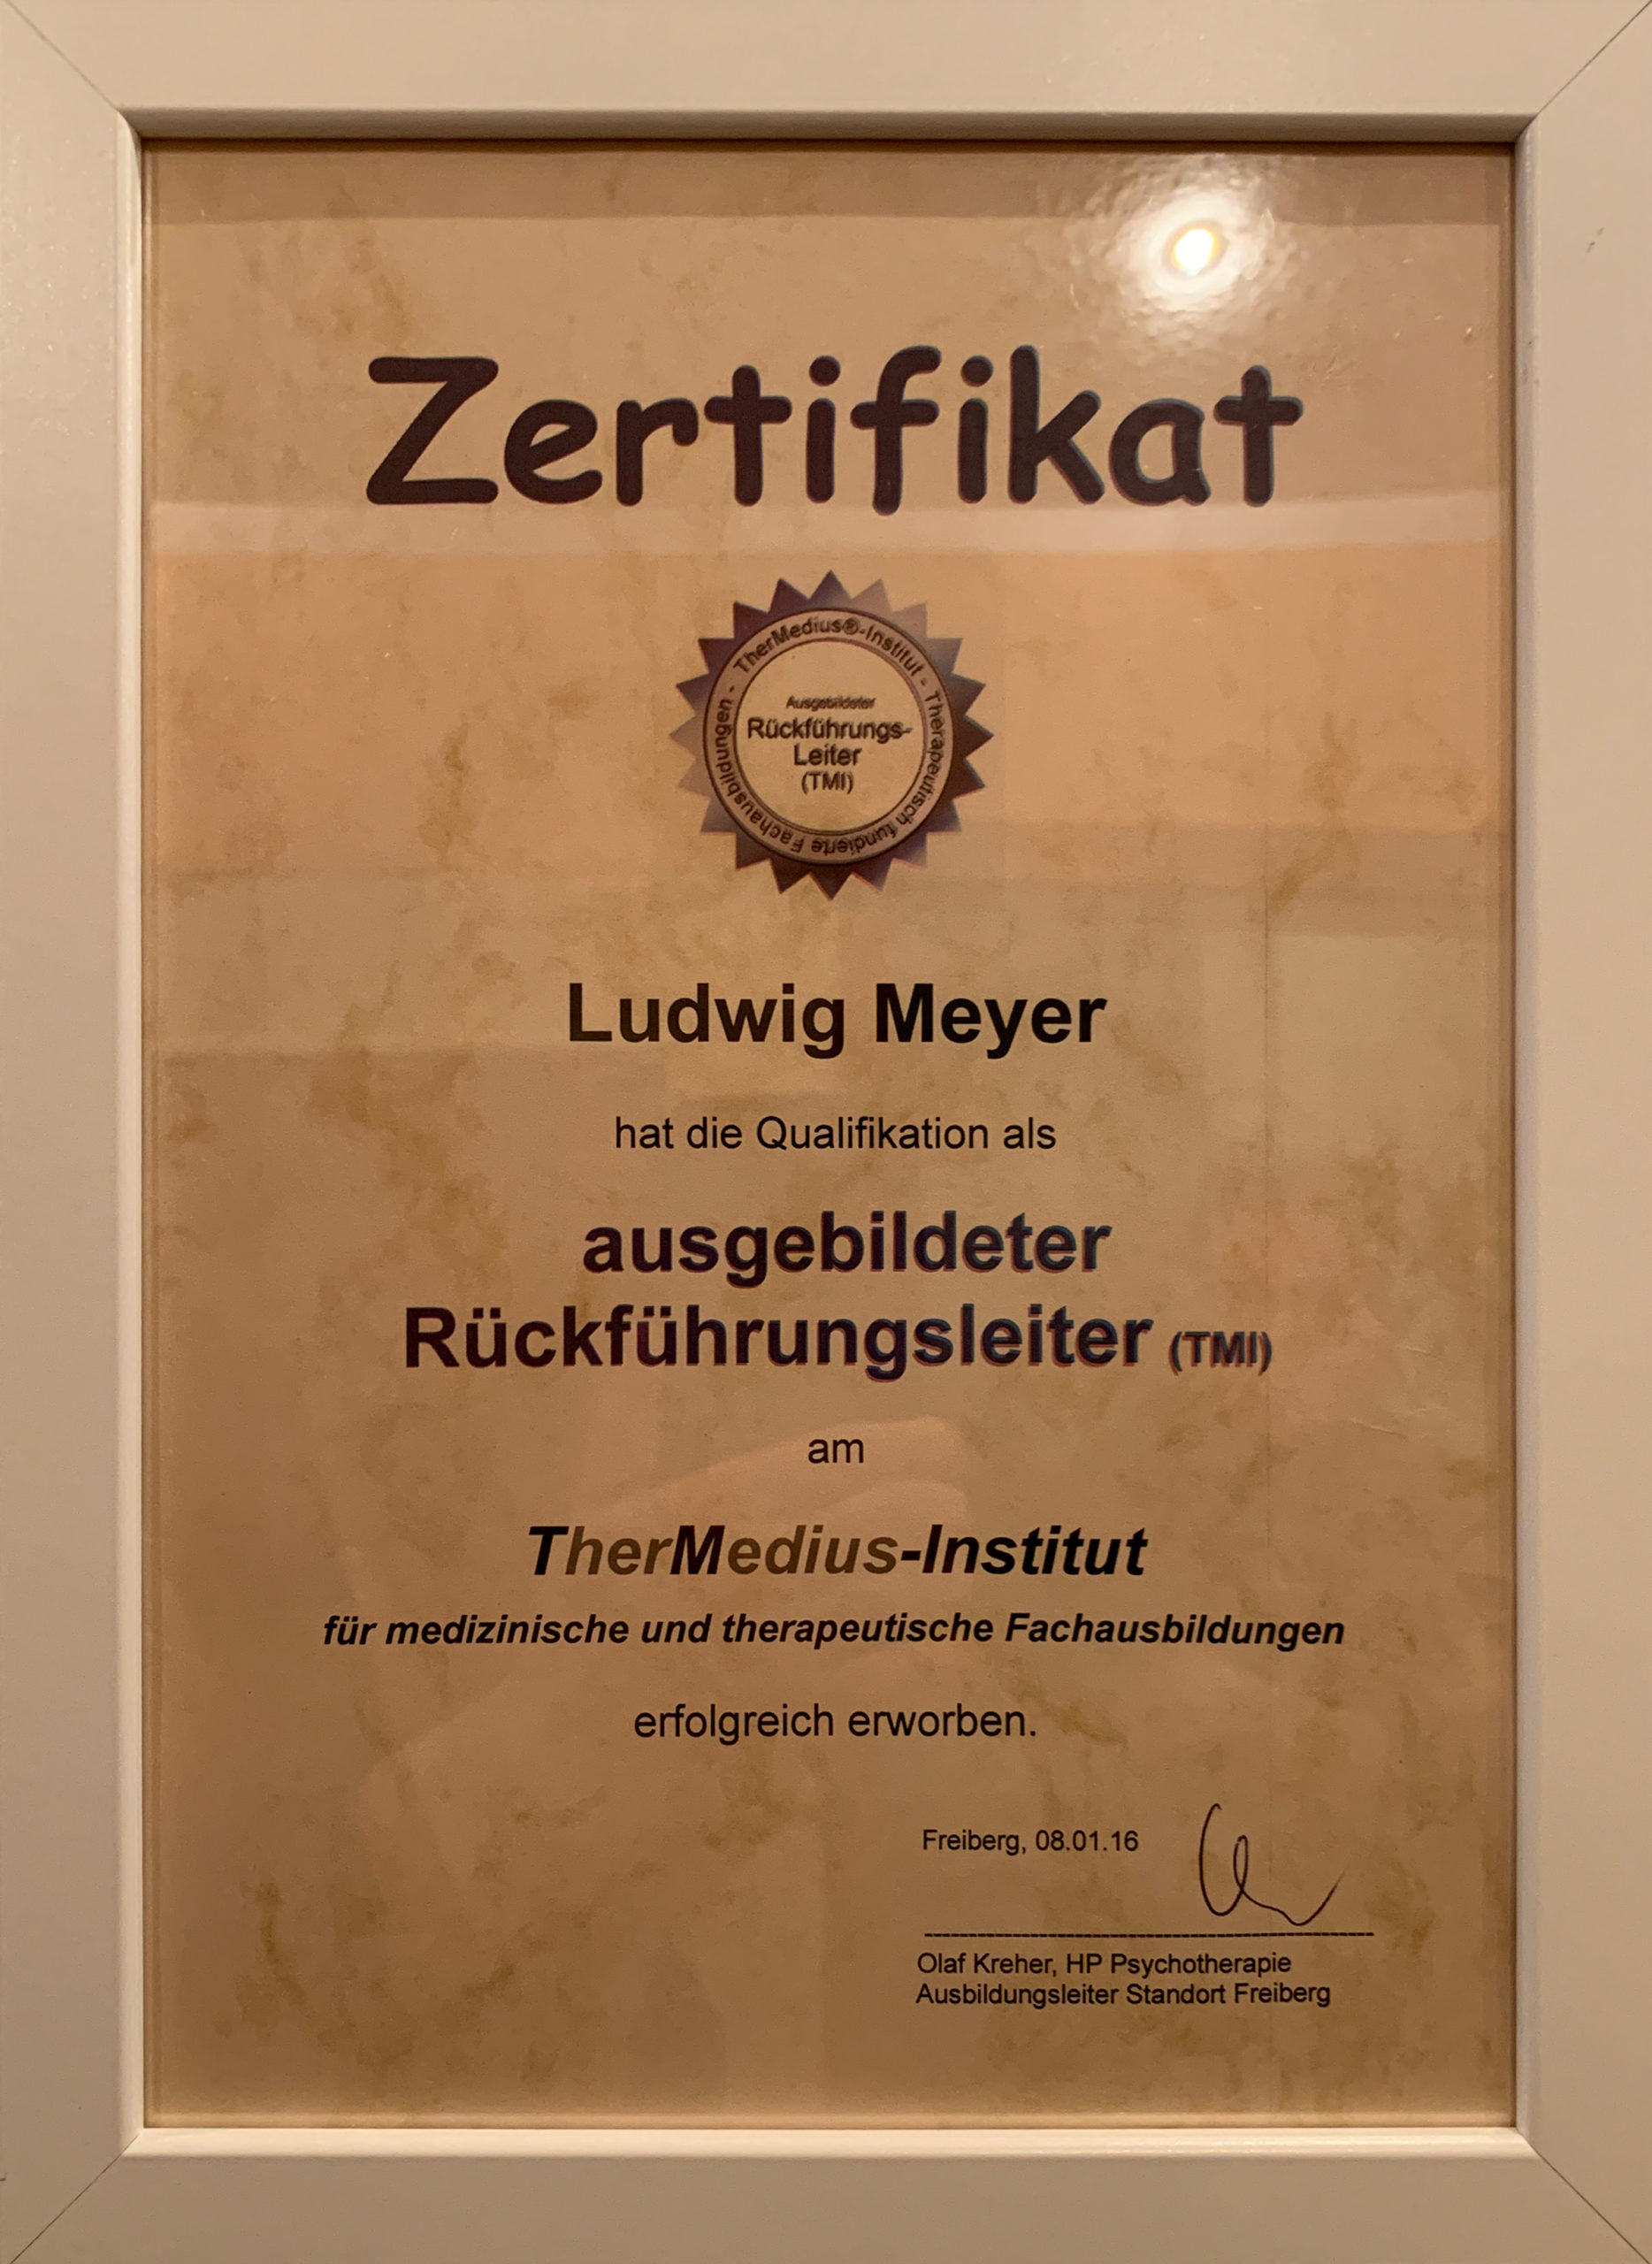 Zertifikat
TherMedius®-Institut - Therapeutisch fundierte Fachausbildungen -
Ausgebildeter
Rückführungs-
Leiter
(TMI)
Ludwig Meyer
hat die Qualifikation als
ausgebildeter
Rückführungsleiter (TMI)
am
TherMedius-Institut
für medizinische und therapeutische Fachausbildungen
erfolgreich erworben.
Freiberg, 08.01.16
Olaf Kreher, HP Psychotherapie
Ausbildungsleiter Standort Freiberg